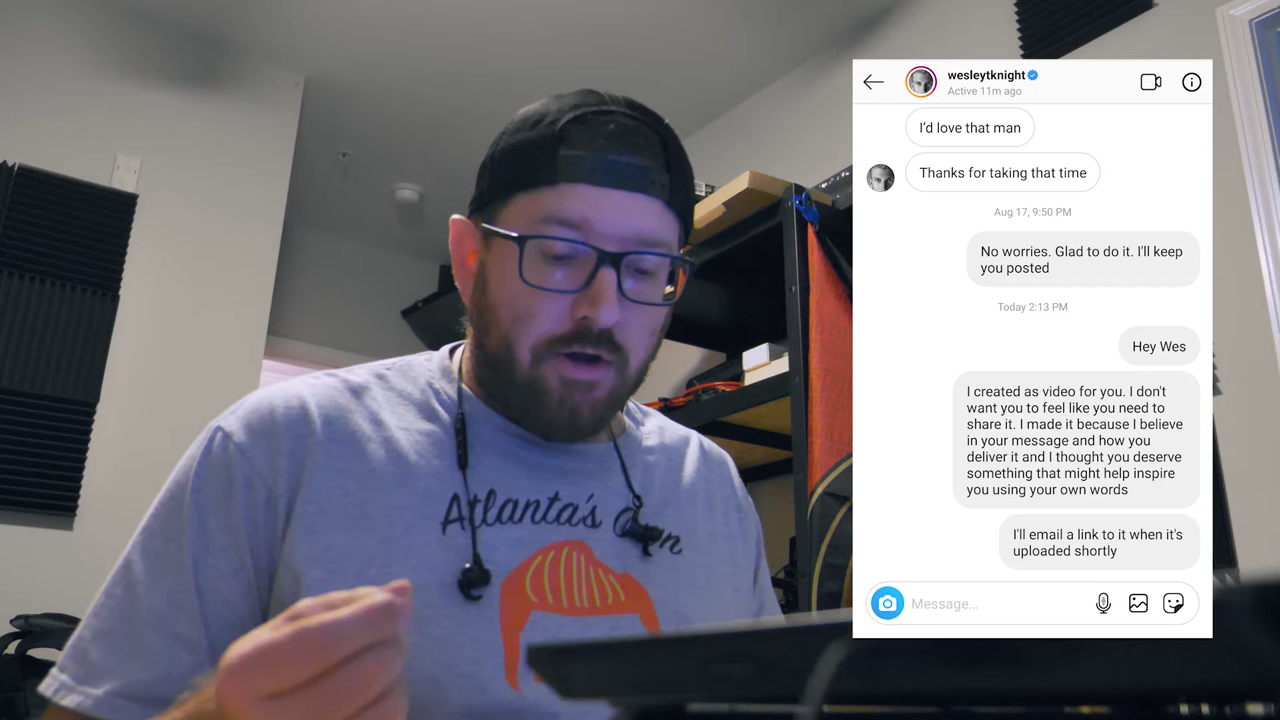 wesleytknight
Active 11m ago
I'd love that man
Thanks for taking that time
Aug 17, 9:50 PM
No worries. Glad to do it. I'll keep
you posted
Today 2:13 PM
Hey Wes
I created as video for you. I don't
want you to feel like you need to
share it. I made it because I believe
in your message and how you
deliver it and I thought you deserve
something that might help inspire
you using your own words
I'll email a link to it when it's
uploaded shortly
Message...
Atlanta's